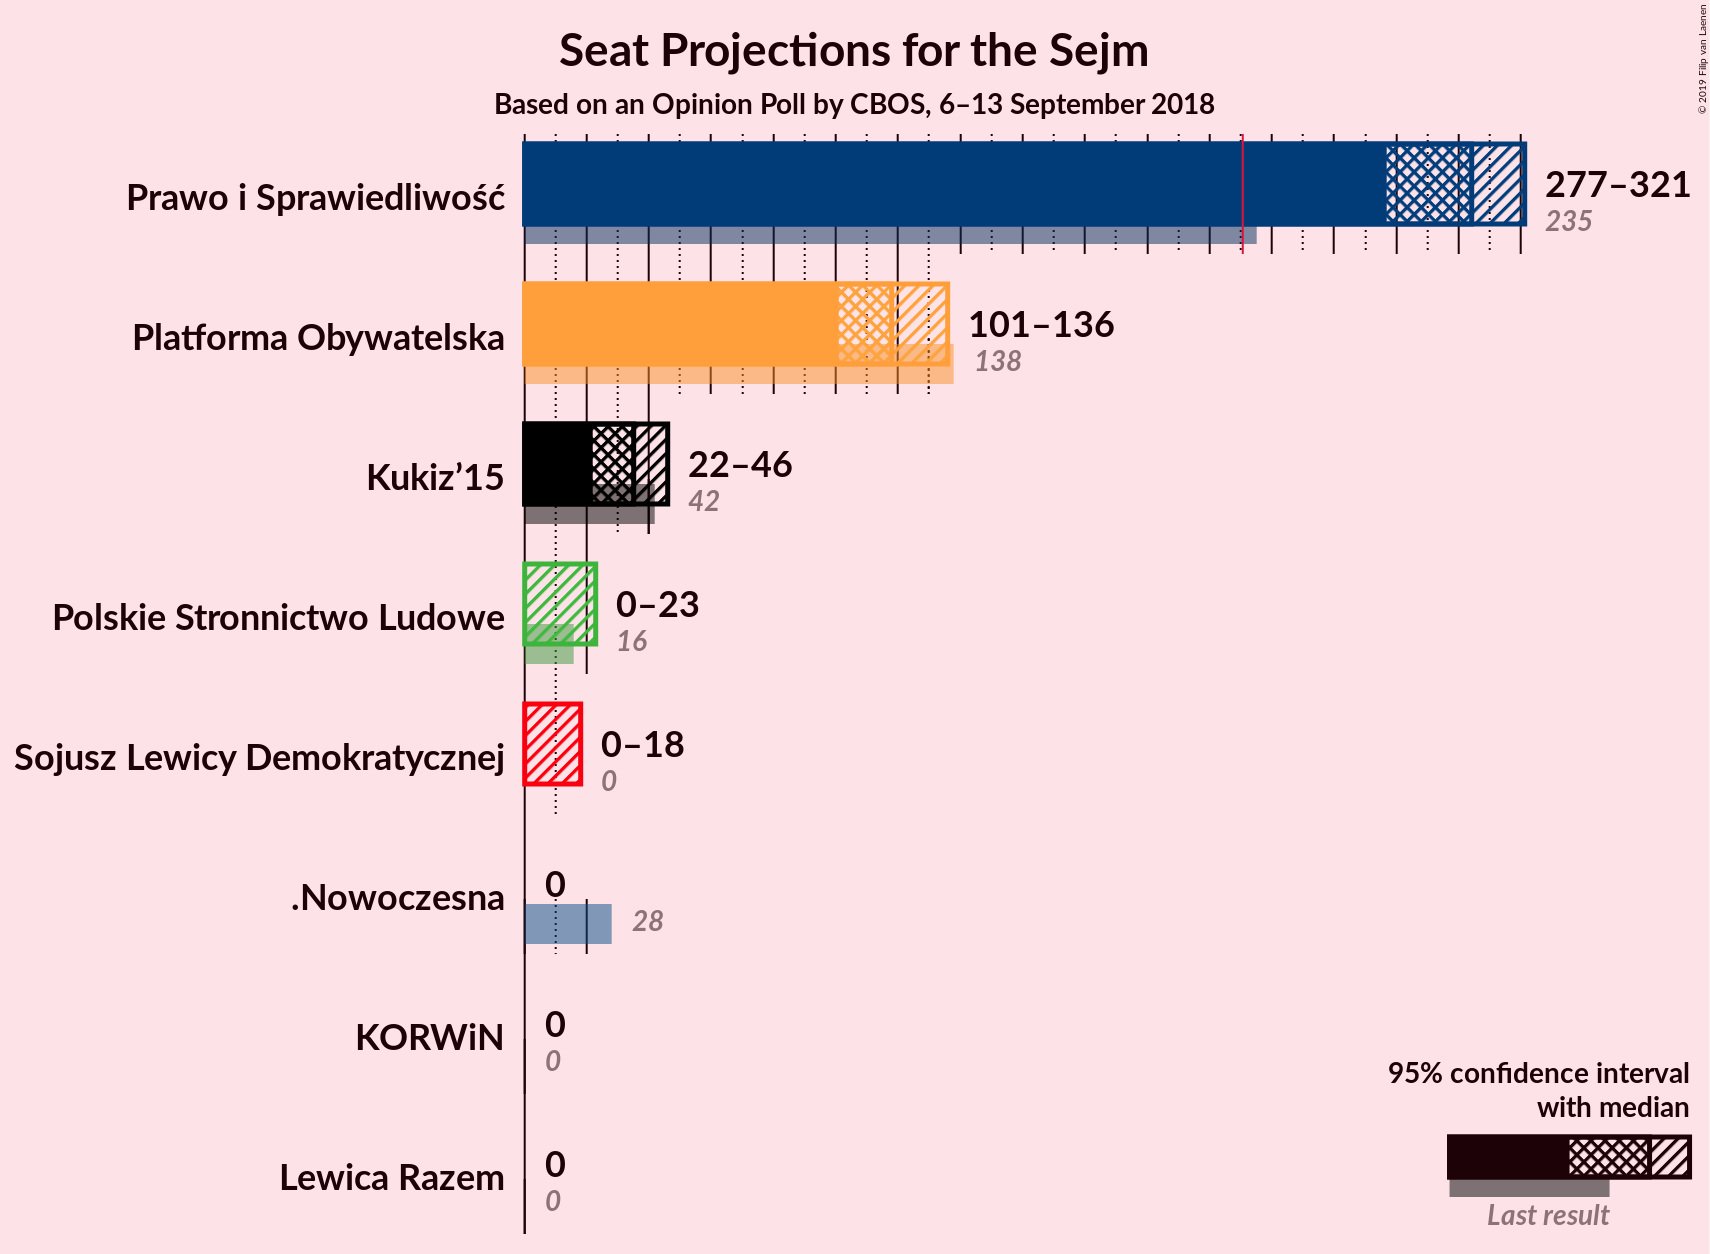 Seat Projections for the Sejm
Based on an Opinion Poll by CBOS, 6–13 September 2018
© 2019 Filip van Laenen
Prawo i Sprawiedliwość
277–321
235
Platforma Obywatelska
101–136
138
Kukiz’15
22–46
42
Polskie Stronnictwo Ludowe
0–23
16
Sojusz Lewicy Demokratycznej
0–18
0
.Nowoczesna
0
28
KORWiN
0
0
Lewica Razem
0
0
95% confidence interval
with median
Last result